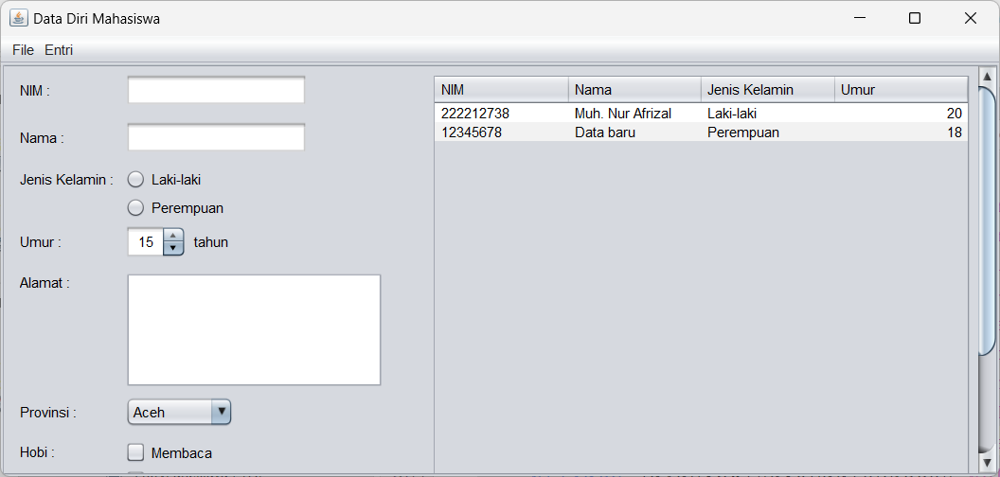 Data Diri Mahasiswa
File Entri
NIM :
Nama :
Jenis Kelamin : Laki-laki
Perempuan
Umur : 15 tahun
Alamat :
Provinsi : Aceh
Hobi : Membaca
NIM Nama Jenis Kelamin Umur
222212738 Muh. Nur Afrizal Laki-laki 20
12345678 Data baru Perempuan 18